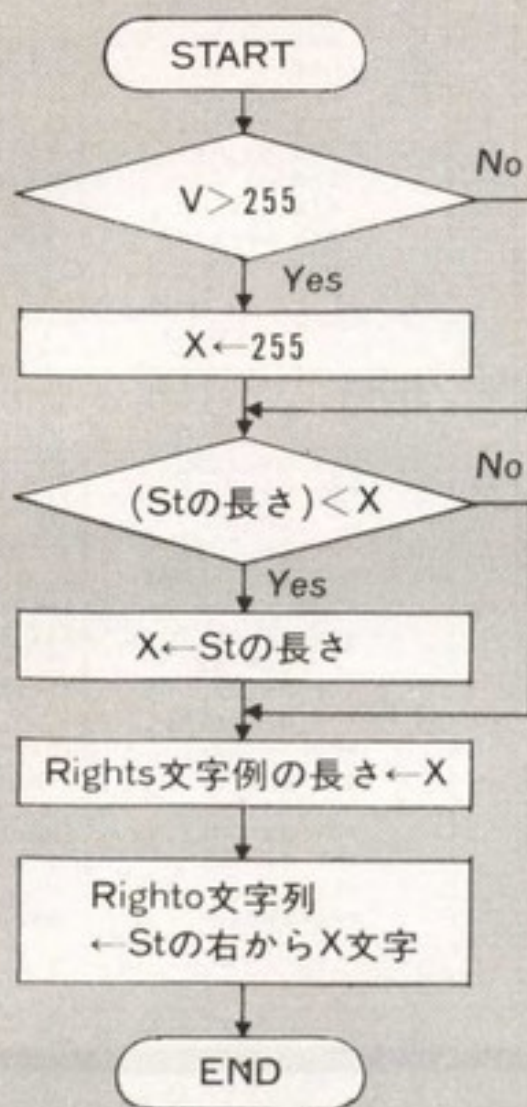 START
V>255
No
Yes
X←255
(Stの長さ)<X
No
Yes
X←Stの長さ
Rights文字例の長さ←X
Righto文字列
←Stの右からX文字
END